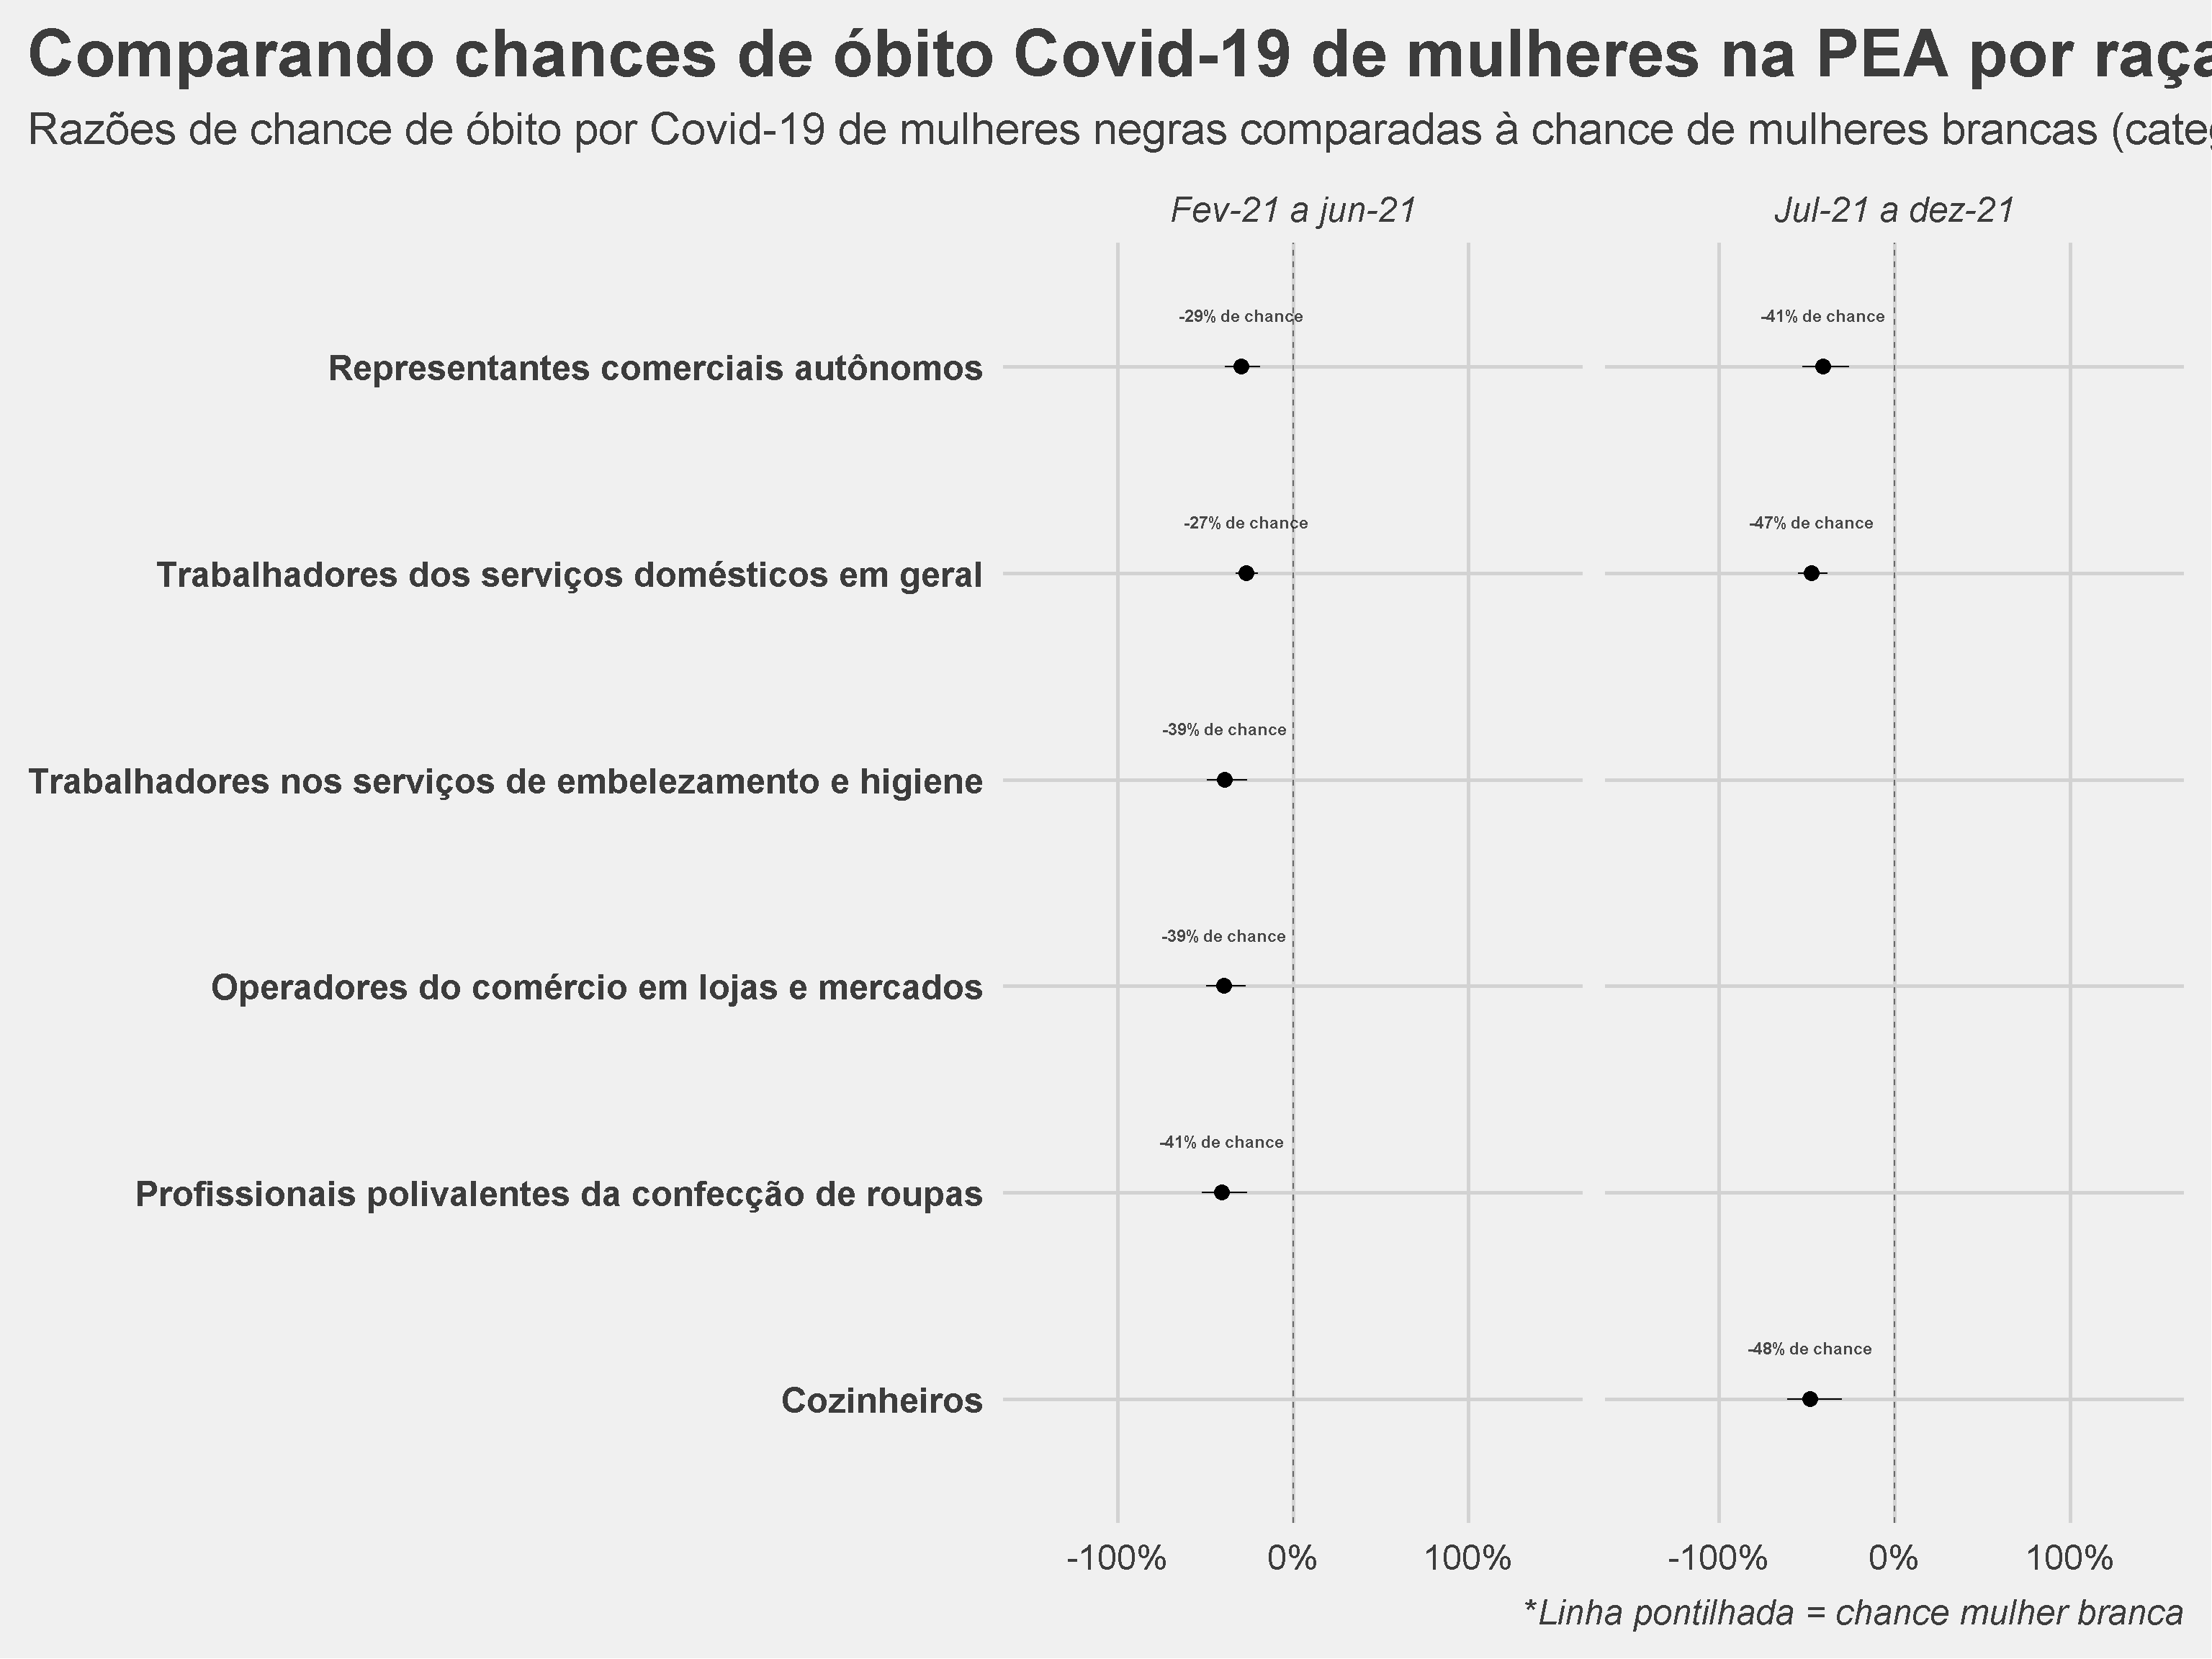 Comparando chances de óbito Covid-19 de mulheres na PEA por raça
Razões de chance de óbito por Covid-19 de mulheres negras comparadas à chance de mulheres brancas
Fev-21 a jun-21
Jul-21 a dez-21
-29% de chance
-41% de chance
Representantes comerciais autônomos
-27% de chance
-47% de chance
Trabalhadores dos serviços domésticos em geral
-39% de chance
Trabalhadores nos serviços de embelezamento e higiene
-39% de chance
Operadores do comércio em lojas e mercados
-41% de chance
Profissionais polivalentes da confecção de roupas
-48% de chance
Cozinheiros
-100% 0% 100%
-100% 0% 100%
*Linha pontilhada = chance mulher branca